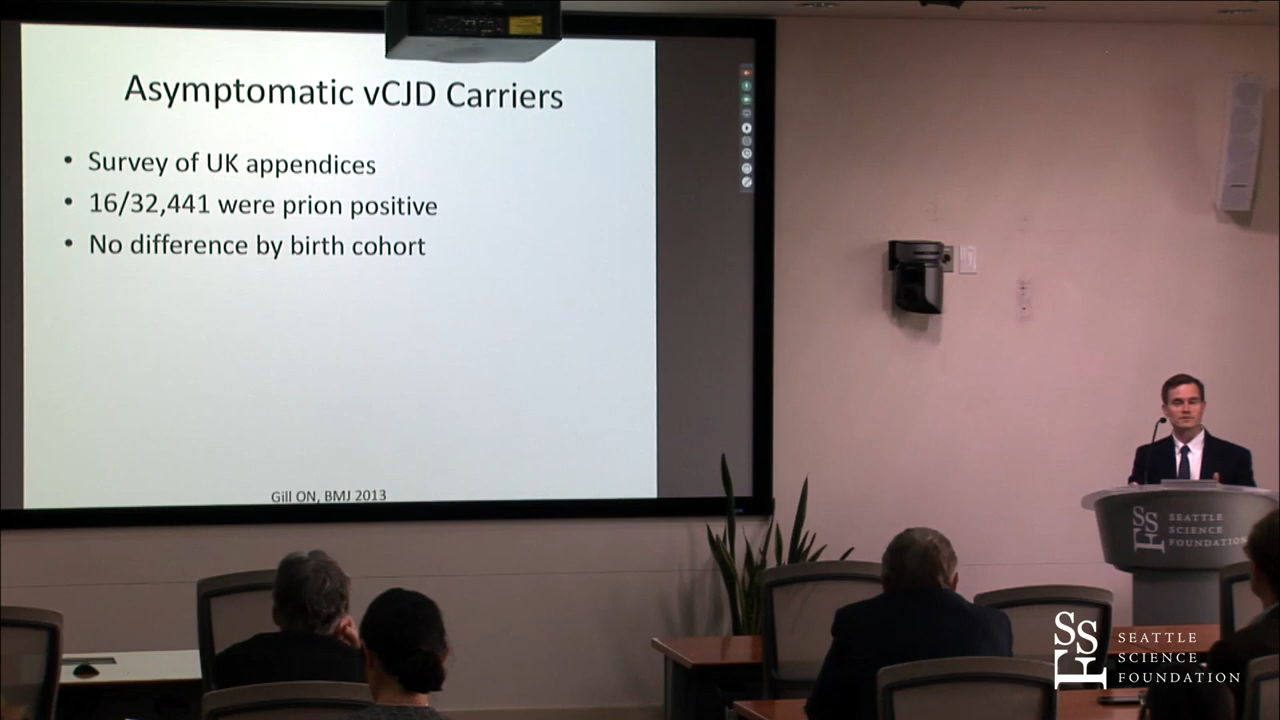 Asymptomatic vCJD Carriers
• Survey of UK appendices
• 16/32,441 were prion positive
• No difference by birth cohort
Gill ON, BMJ 2013
SSF
SEATTLE
SCIENCE
FOUNDATION
SSF
SEATTLE
SCIENCE
FOUNDATION